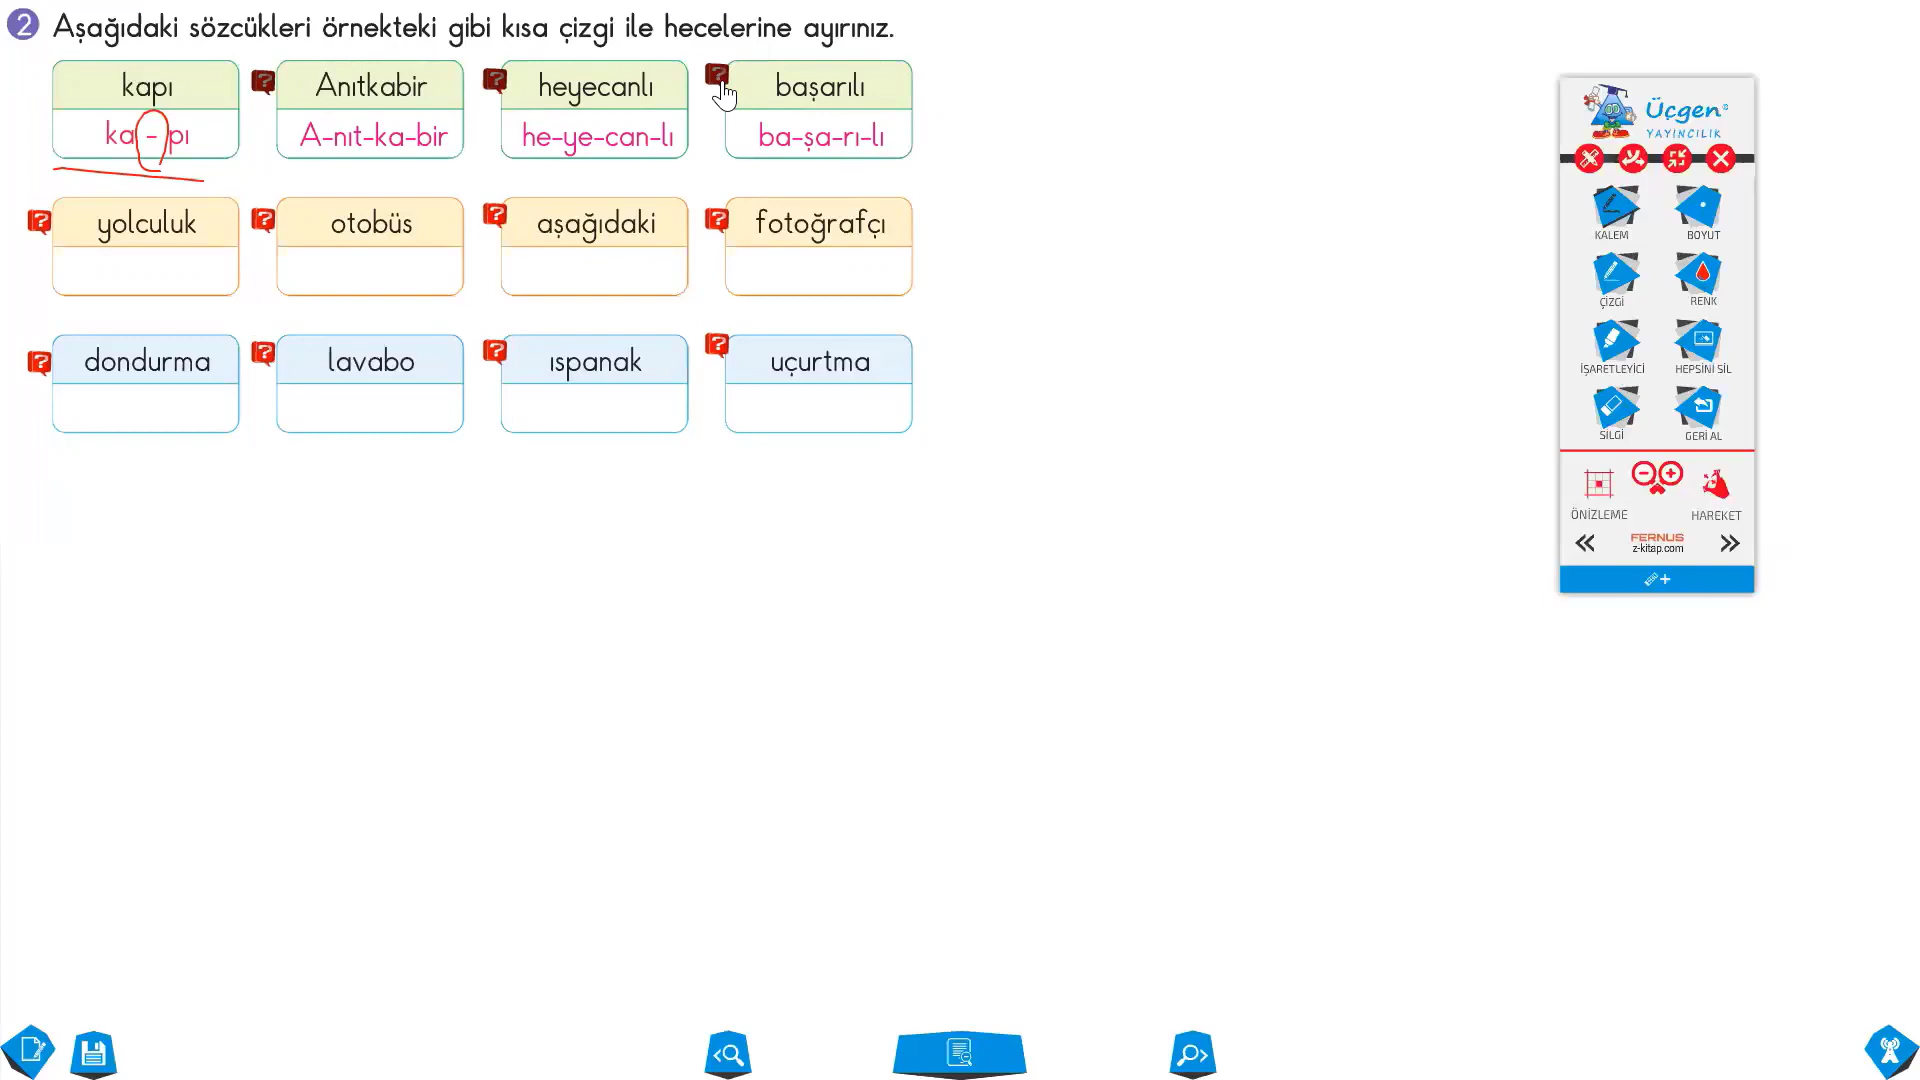 2 Aşağıdaki sözcükleri örnekteki gibi kısa çizgi ile hecelerine ayırınız.
kapı
ka - pı
? Anıtkabir
A-nıt-ka-bir
? heyecanlı
he-ye-can-lı
? başarılı
ba-şa-rı-lı
? yolculuk
? otobüs
? aşağıdaki
? fotoğrafçı
? dondurma
? lavabo
? ıspanak
? uçurtma
Üçgen®
YAYINCILIK
KALEM
BOYUT
ÇİZGİ
RENK
İŞARETLEYİCİ
HEPSİNİ SİL
SİLGİ
GERİ AL
ÖNİZLEME
HAREKET
FERNUS
z-kitap.com